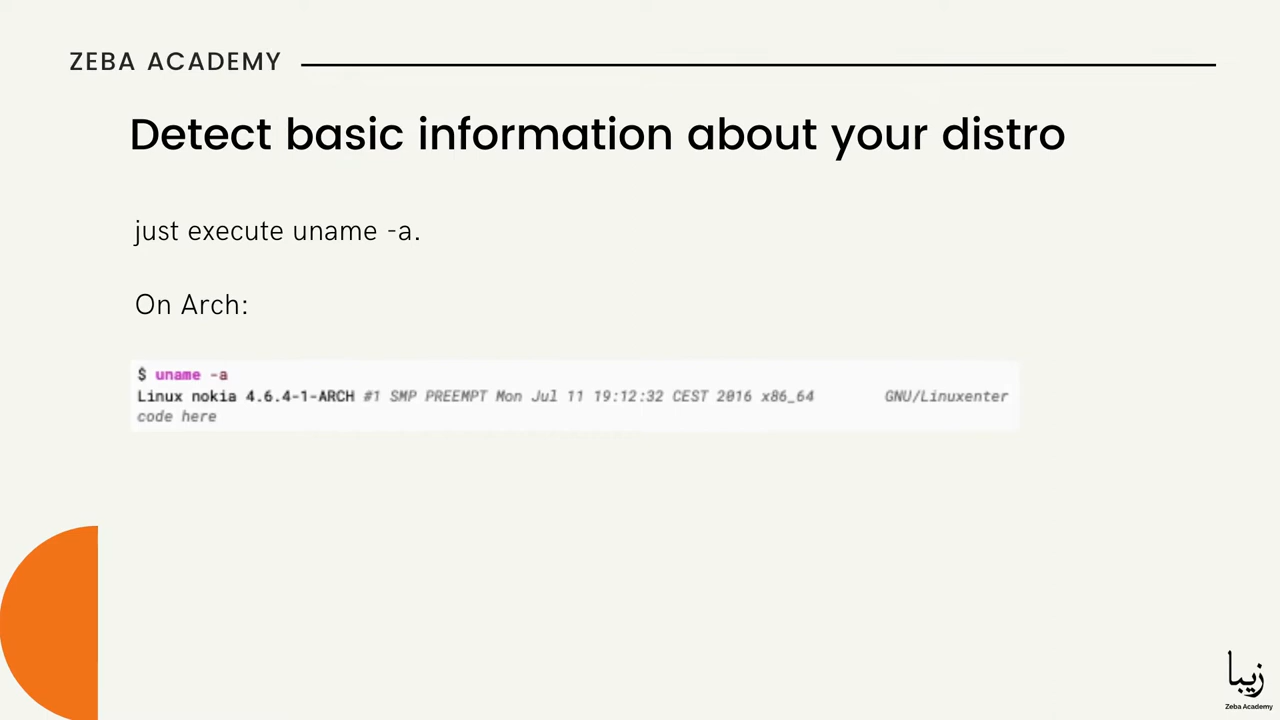 ZEBA ACADEMY
Detect basic information about your distro
just execute uname -a.
On Arch:
$ uname -a
Linux nokia 4.6.4-1-ARCH #1 SMP PREEMPT Mon Jul 11 19:12:32 CEST 2016 x86_64 GNU/Linuxenter
code here
زيبا
Zeba Academy